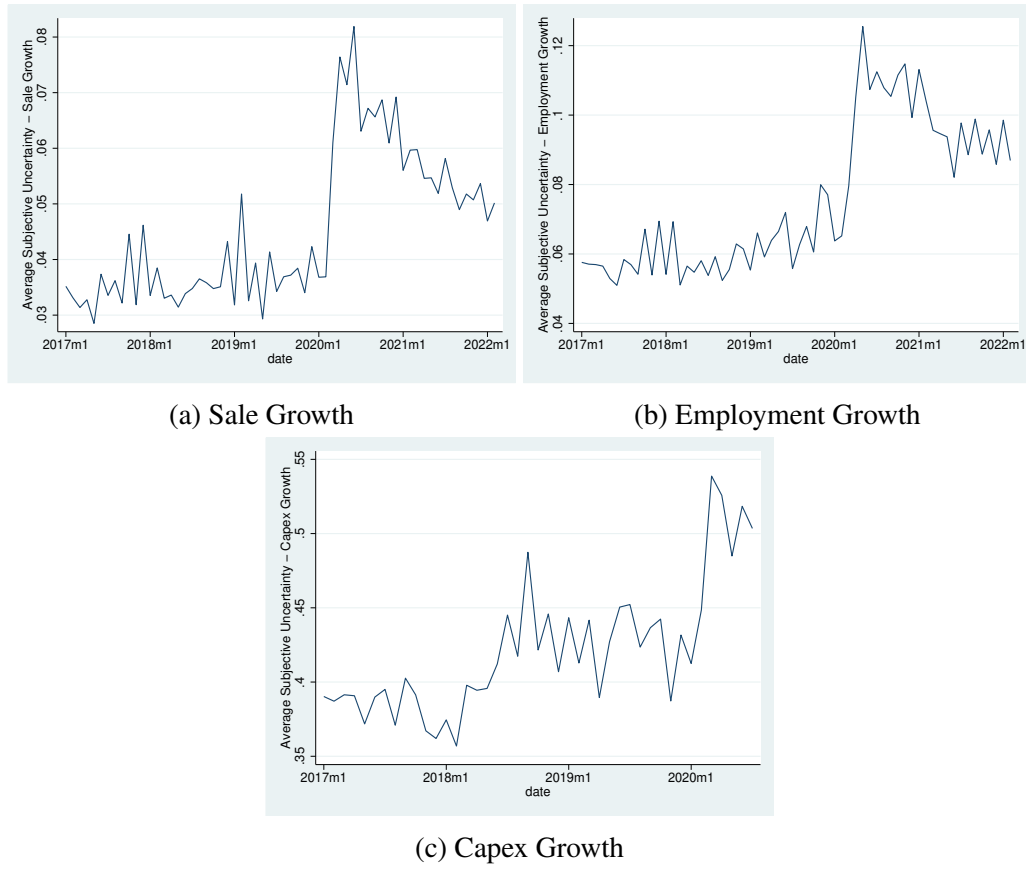 Average Subjective Uncertainty − Sale Growth
.08
.07
.06
.05
.04
.03
2017m1 2018m1 2019m1 2020m1 2021m1 2022m1
date
(a) Sale Growth
Average Subjective Uncertainty − Employment Growth
.12
.1
.08
.06
.04
2017m1 2018m1 2019m1 2020m1 2021m1 2022m1
date
(b) Employment Growth
Average Subjective Uncertainty − Capex Growth
.55
.5
.45
.4
.35
2017m1 2018m1 2019m1 2020m1
date
(c) Capex Growth